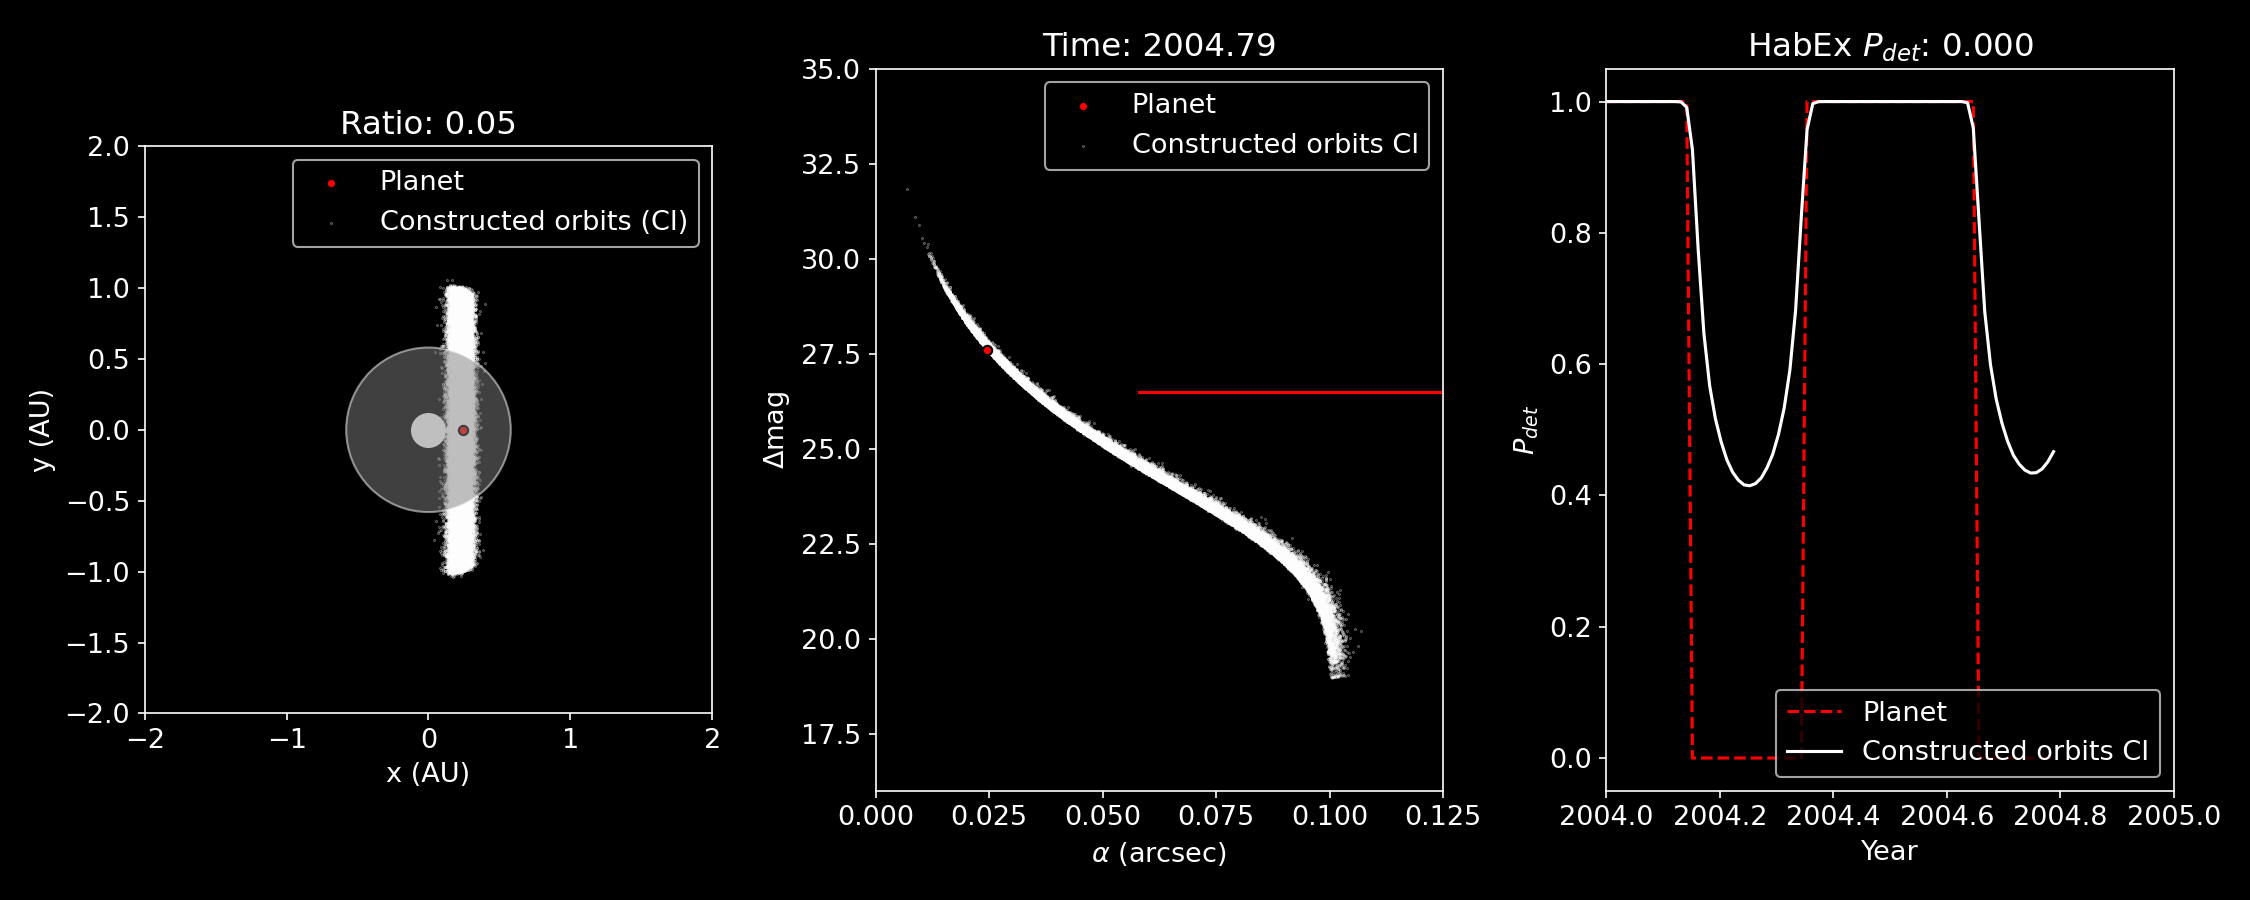 Ratio: 0.05
2.0
1.5
1.0
0.5
0.0
−0.5
−1.0
−1.5
−2.0
y (AU)
Planet
Constructed orbits (CI)
−2
−1
0
1
2
x (AU)
Time: 2004.79
35.0
32.5
30.0
27.5
25.0
22.5
20.0
17.5
Δmag
Planet
Constructed orbits CI
0.000
0.025
0.050
0.075
0.100
0.125
α (arcsec)
HabEx P_det: 0.000
1.0
0.8
0.6
0.4
0.2
0.0
P_det
Planet
Constructed orbits CI
2004.0
2004.2
2004.4
2004.6
2004.8
2005.0
Year